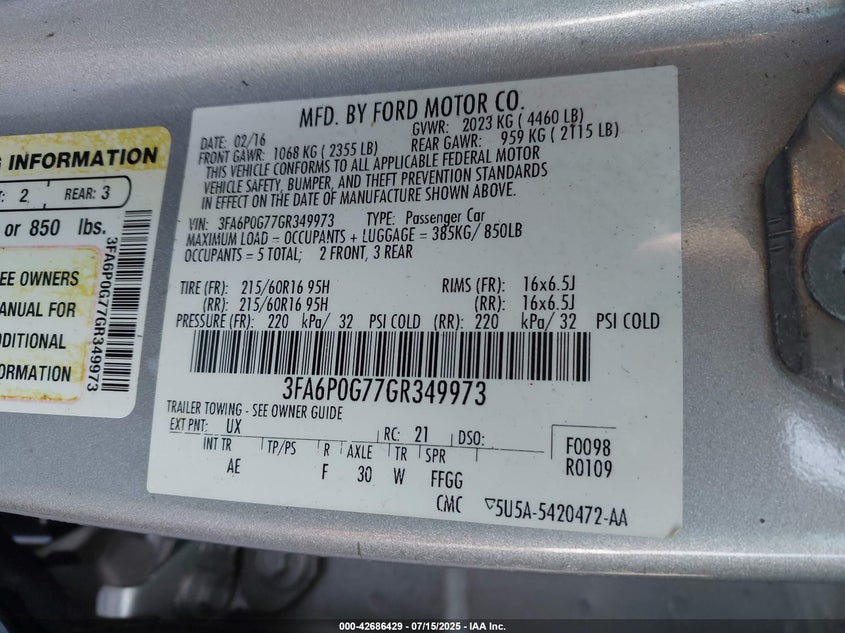 MFD. BY FORD MOTOR CO.
DATE: 02/16 GVWR: 2023 KG ( 4460 LB)
FRONT GAWR: 1068 KG ( 2355 LB) REAR GAWR: 959 KG ( 2115 LB)
THIS VEHICLE CONFORMS TO ALL APPLICABLE FEDERAL MOTOR
VEHICLE SAFETY, BUMPER, AND THEFT PREVENTION STANDARDS
IN EFFECT ON THE DATE OF MANUFACTURE SHOWN ABOVE.
VIN: 3FA6P0G77GR349973 TYPE: Passenger Car
MAXIMUM LOAD = OCCUPANTS + LUGGAGE = 385KG/ 850LB
OCCUPANTS = 5 TOTAL; 2 FRONT, 3 REAR
TIRE (FR): 215/60R16 95H RIMS (FR): 16x6.5J
(RR): 215/60R16 95H (RR): 16x6.5J
PRESSURE (FR): 220 kPa/ 32 PSI COLD (RR): 220 kPa/ 32 PSI COLD
3FA6P0G77GR349973
TRAILER TOWING - SEE OWNER GUIDE
EXT PNT: UX RC: 21 DSO: F0098
INT TR TP/PS R AXLE TR SPR R0109
AE F 30 W FFGG
CMC ▽5U5A-5420472-AA
INFORMATION
2 REAR: 3
or 850 lbs.
EE OWNERS
ANUAL FOR
DDITIONAL
FORMATION
3FA6P0G77GR349973
000-42686429 - 07/15/2025 - IAA Inc.